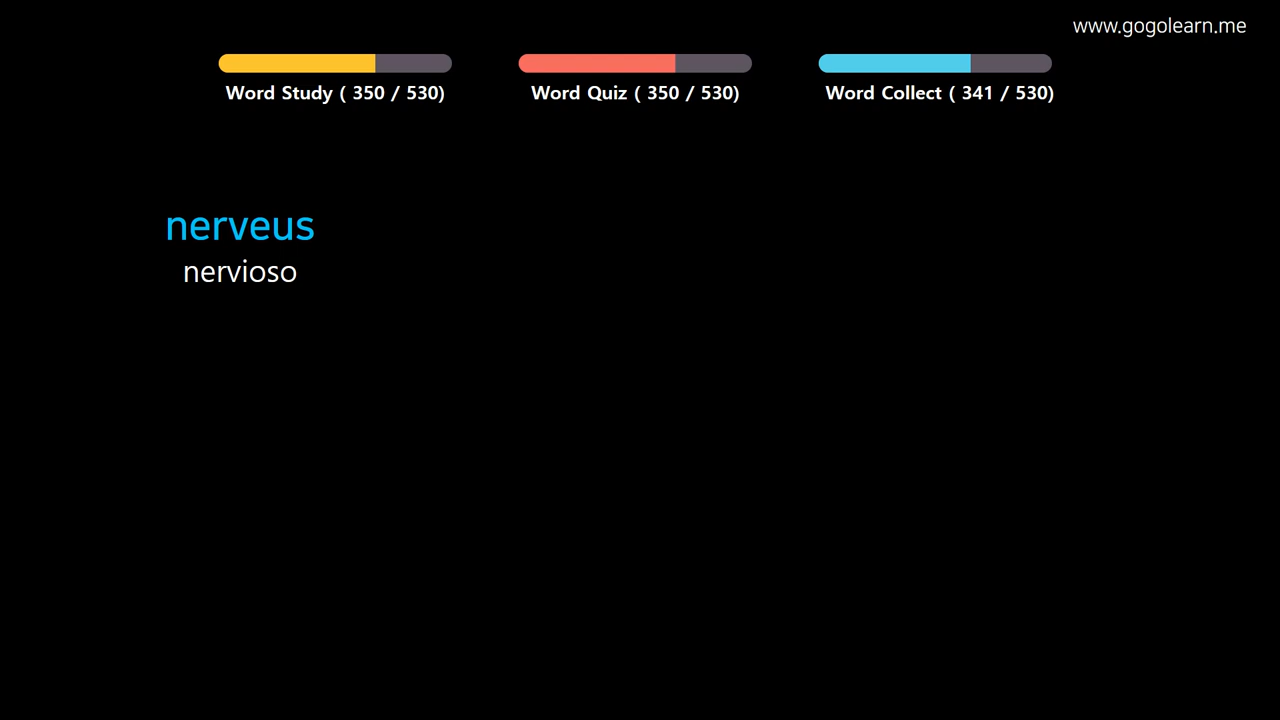 www.gogolearn.me
Word Study ( 350 / 530)
Word Quiz ( 350 / 530)
Word Collect ( 341 / 530)
nerveus
nervioso